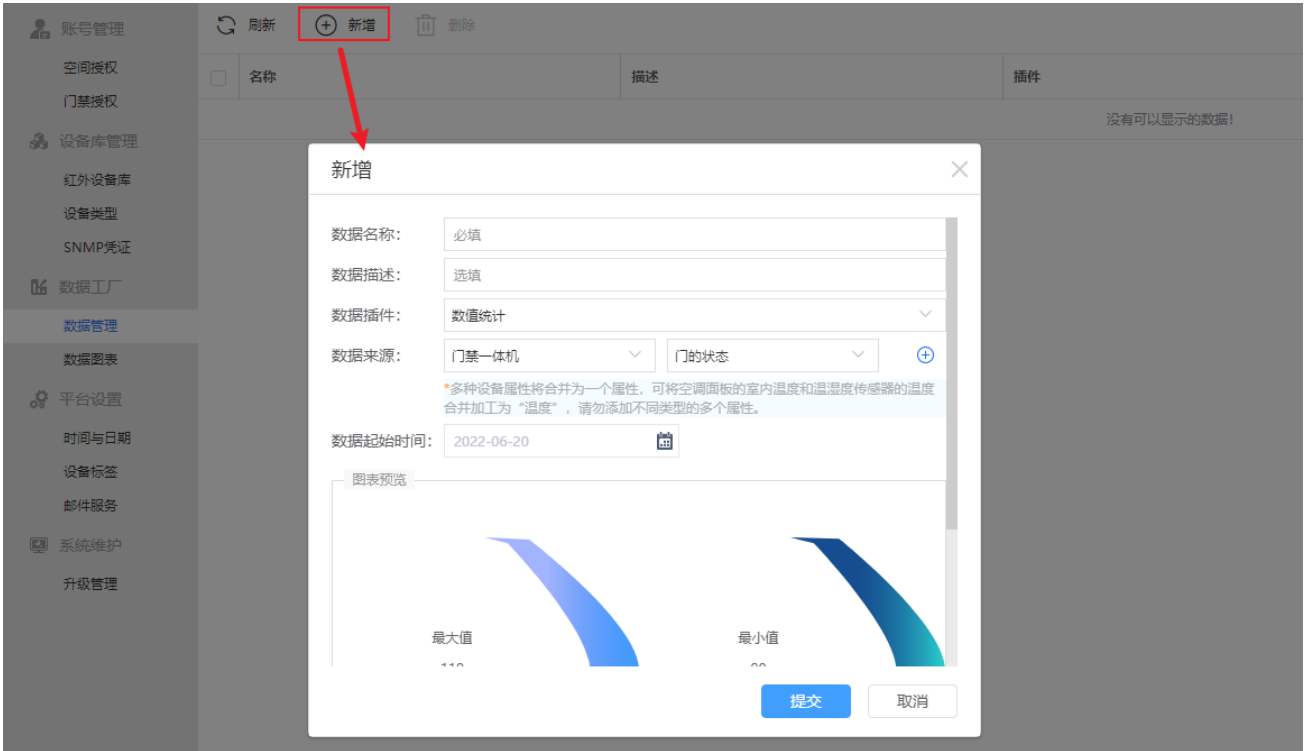 账号管理
空间授权
门禁授权
设备库管理
红外设备库
设备类型
SNMP凭证
数据工厂
数据管理
数据图表
平台设置
时间与日期
设备标签
邮件服务
系统维护
升级管理
刷新 新增 删除
名称 描述 插件
没有可以显示的数据!
新增
数据名称: 必填
数据描述: 选填
数据插件: 数值统计
数据来源: 门禁一体机 门的状态
*多种设备属性将合并为一个属性，可将空调面板的室内温度和温湿度传感器的温度
合并加工为“温度”，请勿添加不同类型的多个属性。
数据起始时间: 2022-06-20
图表预览
最大值 最小值
提交 取消